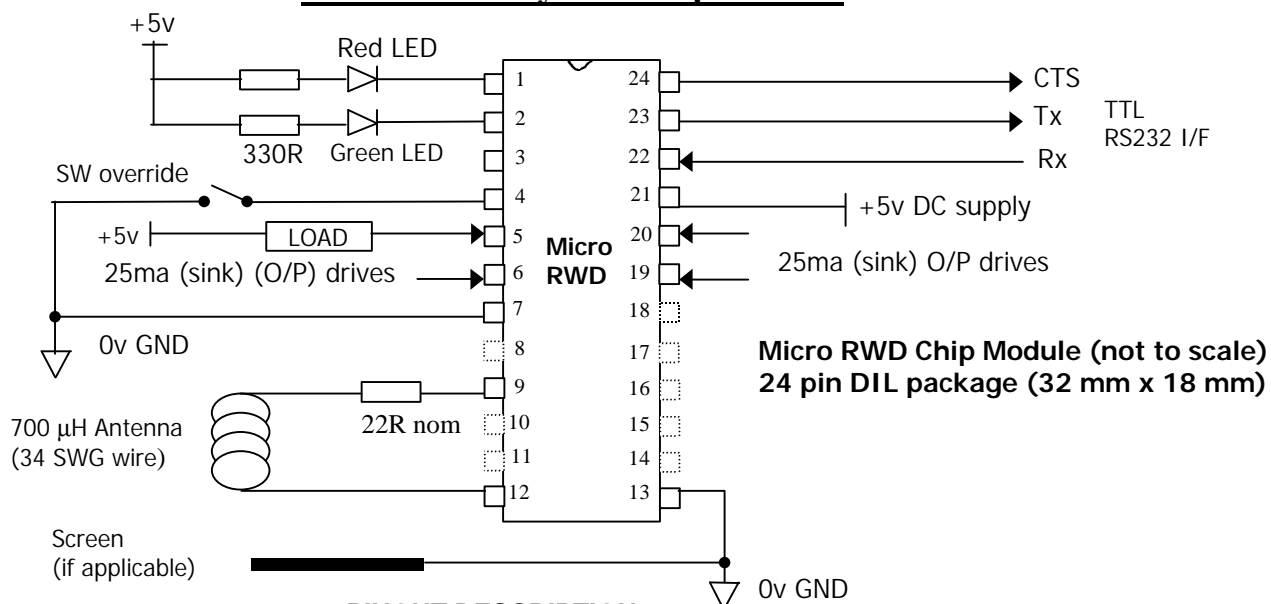 +5v
Red LED
330R
Green LED
SW override
+5v
LOAD
25ma (sink) (O/P) drives
0v GND
700 µH Antenna
(34 SWG wire)
22R nom
Screen
(if applicable)
1
2
3
4
5
6
7
8
9
10
11
12
Micro
RWD
24
23
22
21
20
19
18
17
16
15
14
13
CTS
Tx
Rx
TTL
RS232 I/F
+5v DC supply
25ma (sink) O/P drives
Micro RWD Chip Module (not to scale)
24 pin DIL package (32 mm x 18 mm)
0v GND